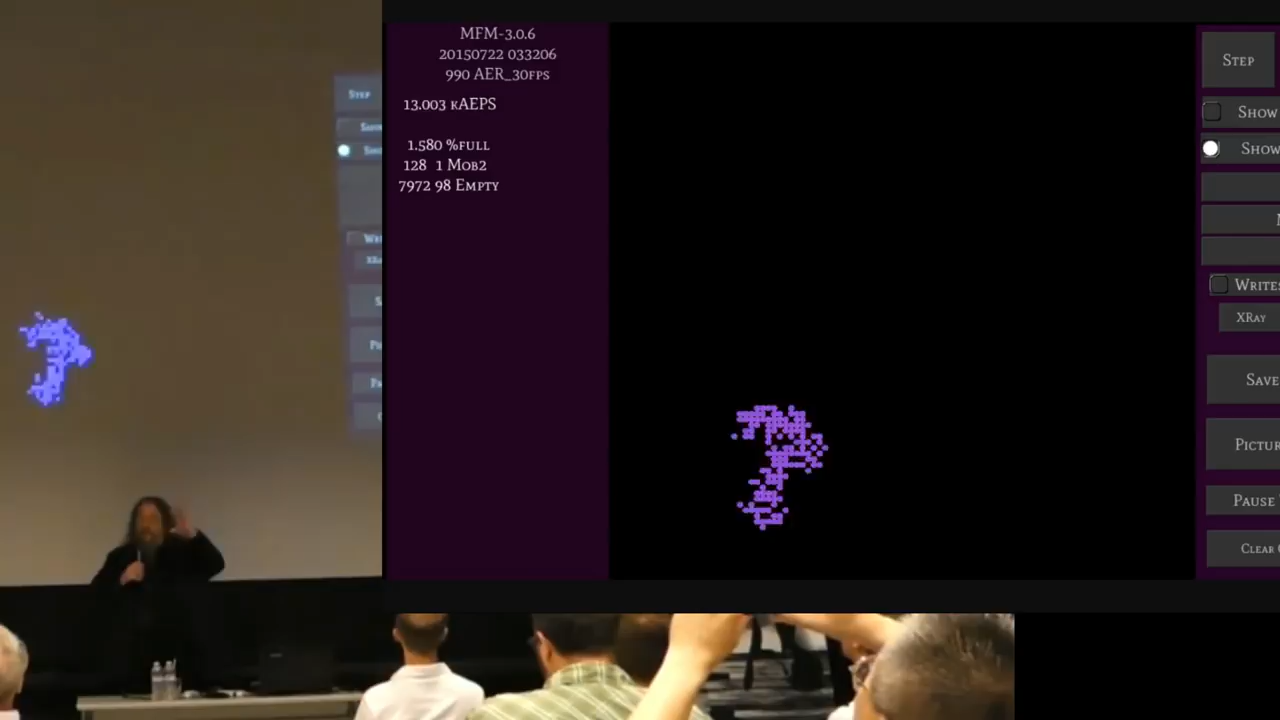 MFM-3.0.6
20150722 033206
990 AER_30FPS
13.003 KAEPS
1.580 %FULL
128 1 MOB2
7972 98 EMPTY
STEP
SHOW
SHOW
WRITES
XRAY
SAVE
PICTUR
PAUSE
CLEAR
STEP